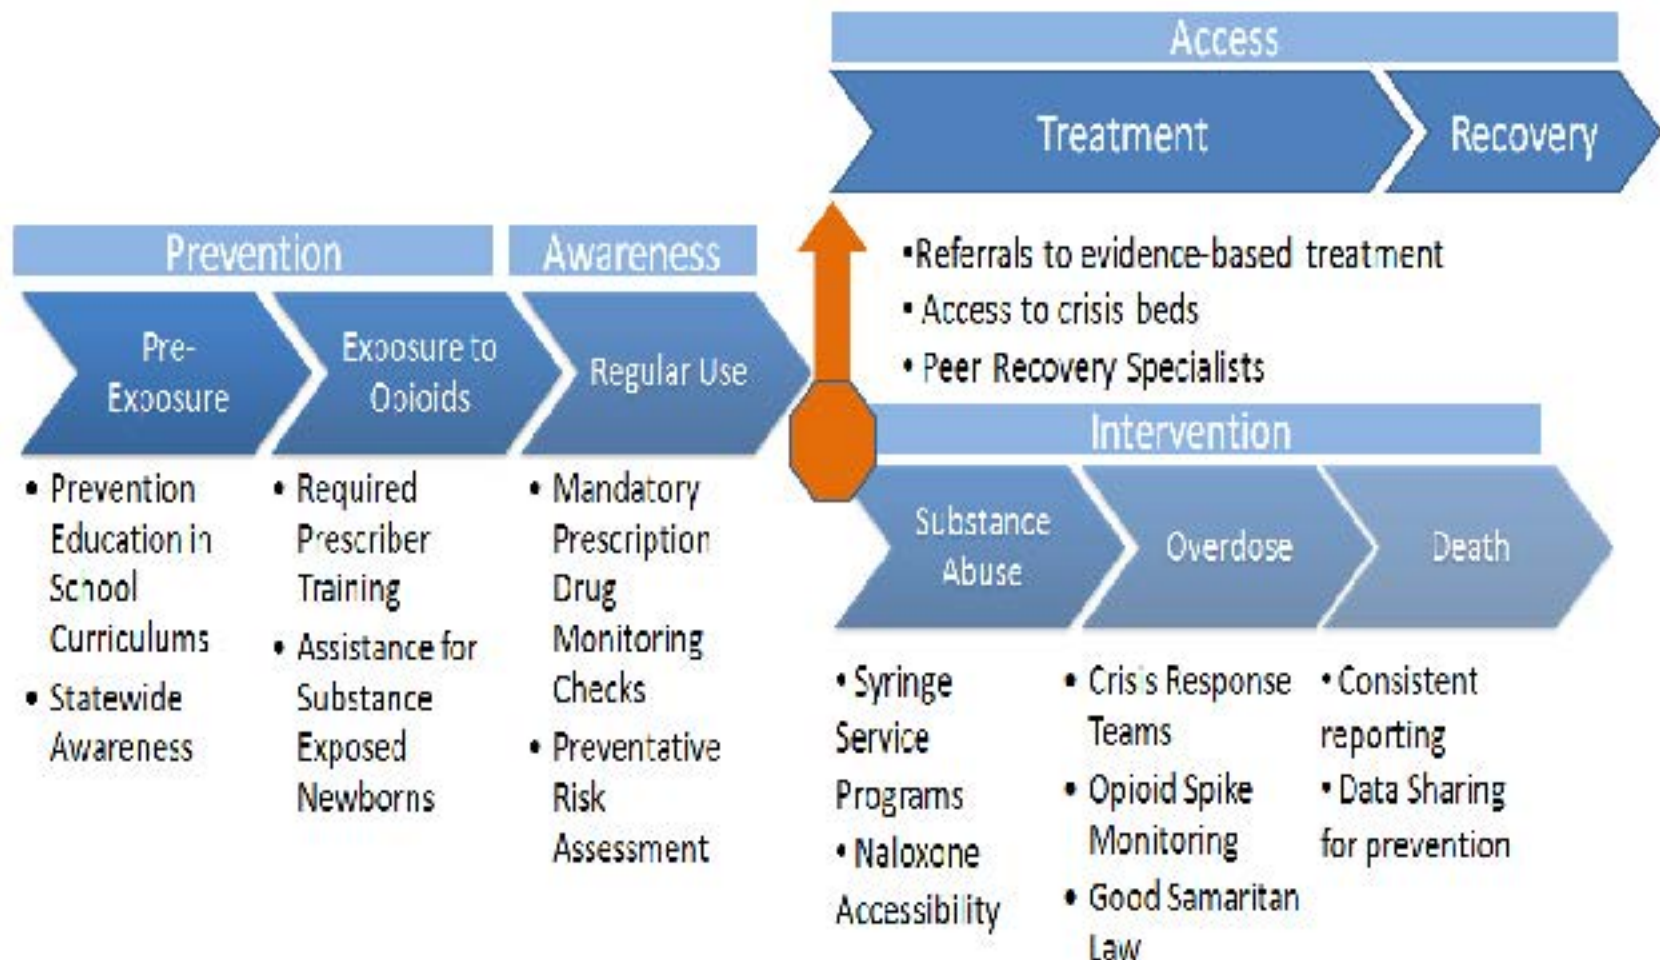 Access
Treatment
Recovery
•Referrals to evidence-based treatment
• Access to crisis beds
• Peer Recovery Specialists
Prevention
Awareness
Pre-
Exposure
Exposure to
Opioids
Regular Use
• Prevention
Education in
School
Curriculums
• Statewide
Awareness
• Required
Prescriber
Training
• Assistance for
Substance
Exposed
Newborns
• Mandatory
Prescription
Drug
Monitoring
Checks
• Preventative
Risk
Assessment
Intervention
Substance
Abuse
Overdose
Death
• Syringe
Service
Programs
• Naloxone
Accessibility
• Crisis Response
Teams
• Opioid Spike
Monitoring
• Good Samaritan
Law
• Consistent
reporting
• Data Sharing
for prevention